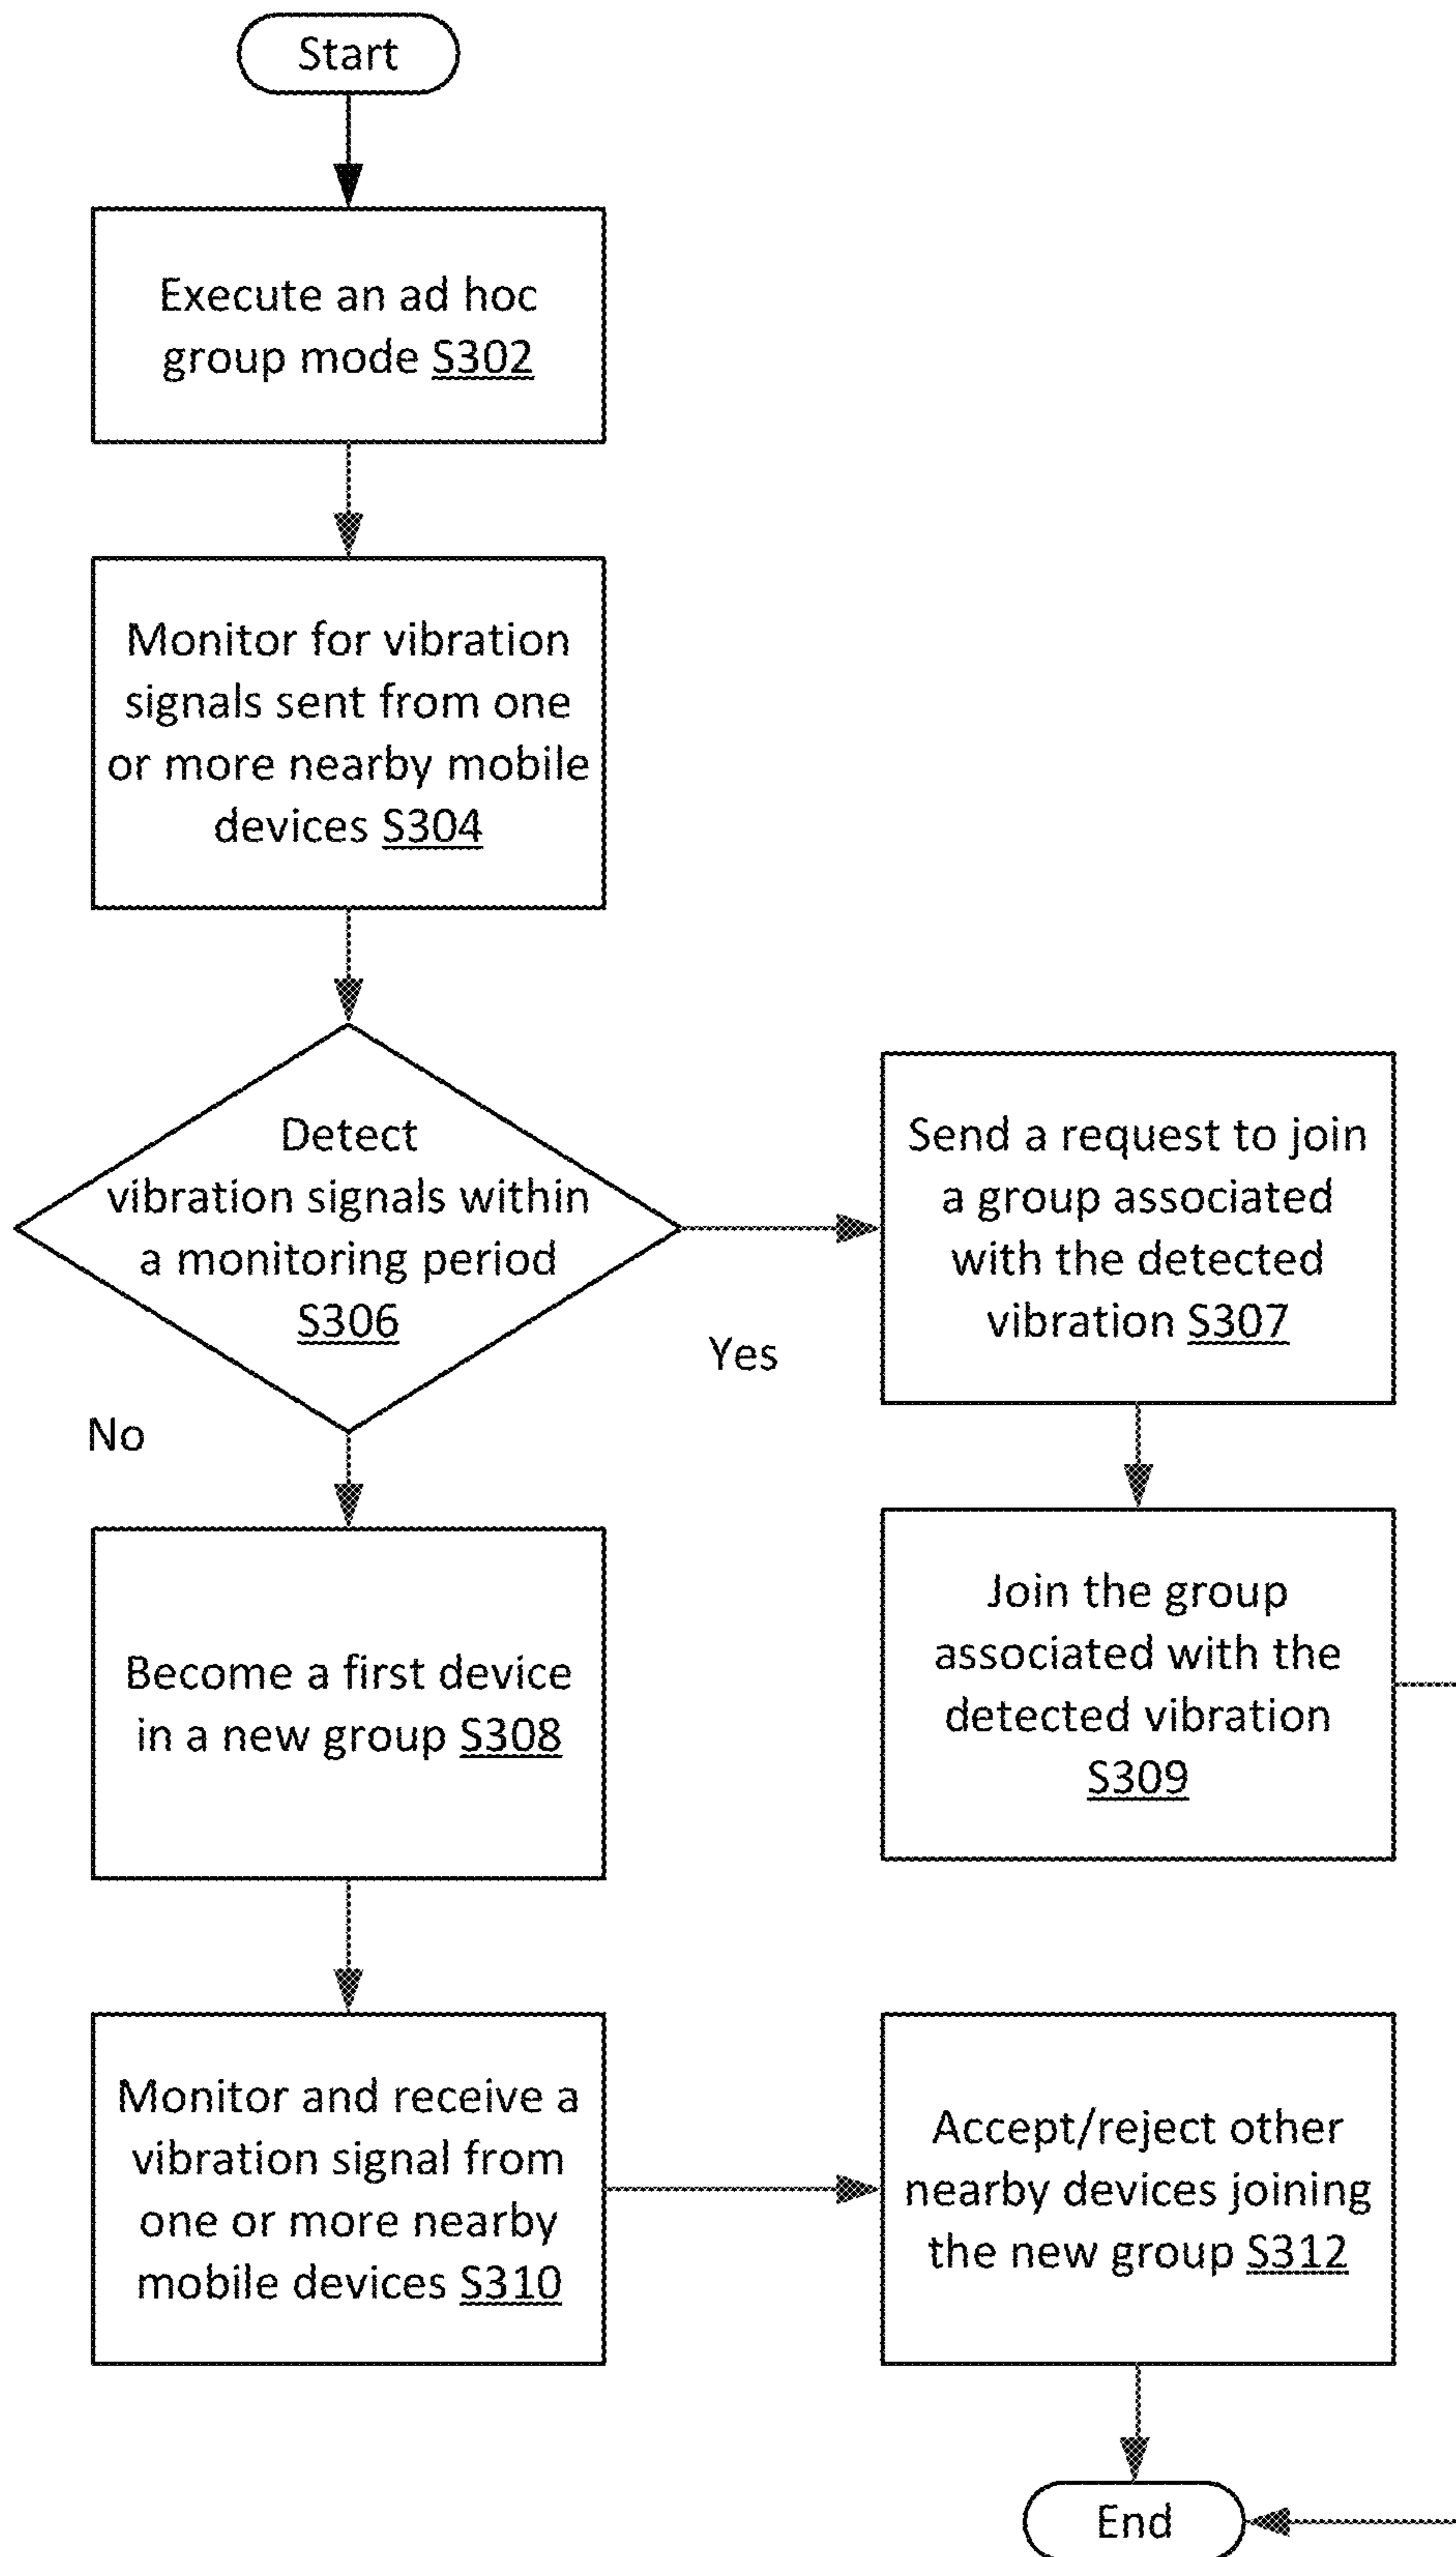 Start
Execute an ad hoc
group mode S302
Monitor for vibration
signals sent from one
or more nearby mobile
devices S304
Detect
vibration signals within
a monitoring period
S306
Yes
No
Send a request to join
a group associated
with the detected
vibration S307
Join the group
associated with the
detected vibration
S309
Become a first device
in a new group S308
Monitor and receive a
vibration signal from
one or more nearby
mobile devices S310
Accept/reject other
nearby devices joining
the new group S312
End